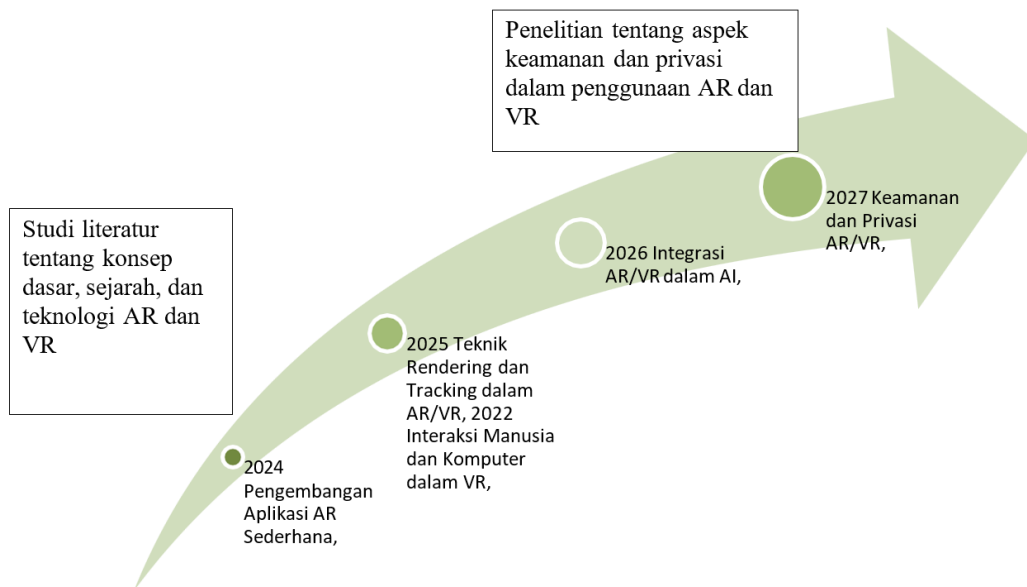 Penelitian tentang aspek
keamanan dan privasi
dalam penggunaan AR dan
VR
Studi literatur
tentang konsep
dasar, sejarah, dan
teknologi AR dan
VR
2024
Pengembangan
Aplikasi AR
Sederhana,
2025 Teknik
Rendering dan
Tracking dalam
AR/VR, 2022
Interaksi Manusia
dan Komputer
dalam VR,
2026 Integrasi
AR/VR dalam AI,
2027 Keamanan
dan Privasi
AR/VR,